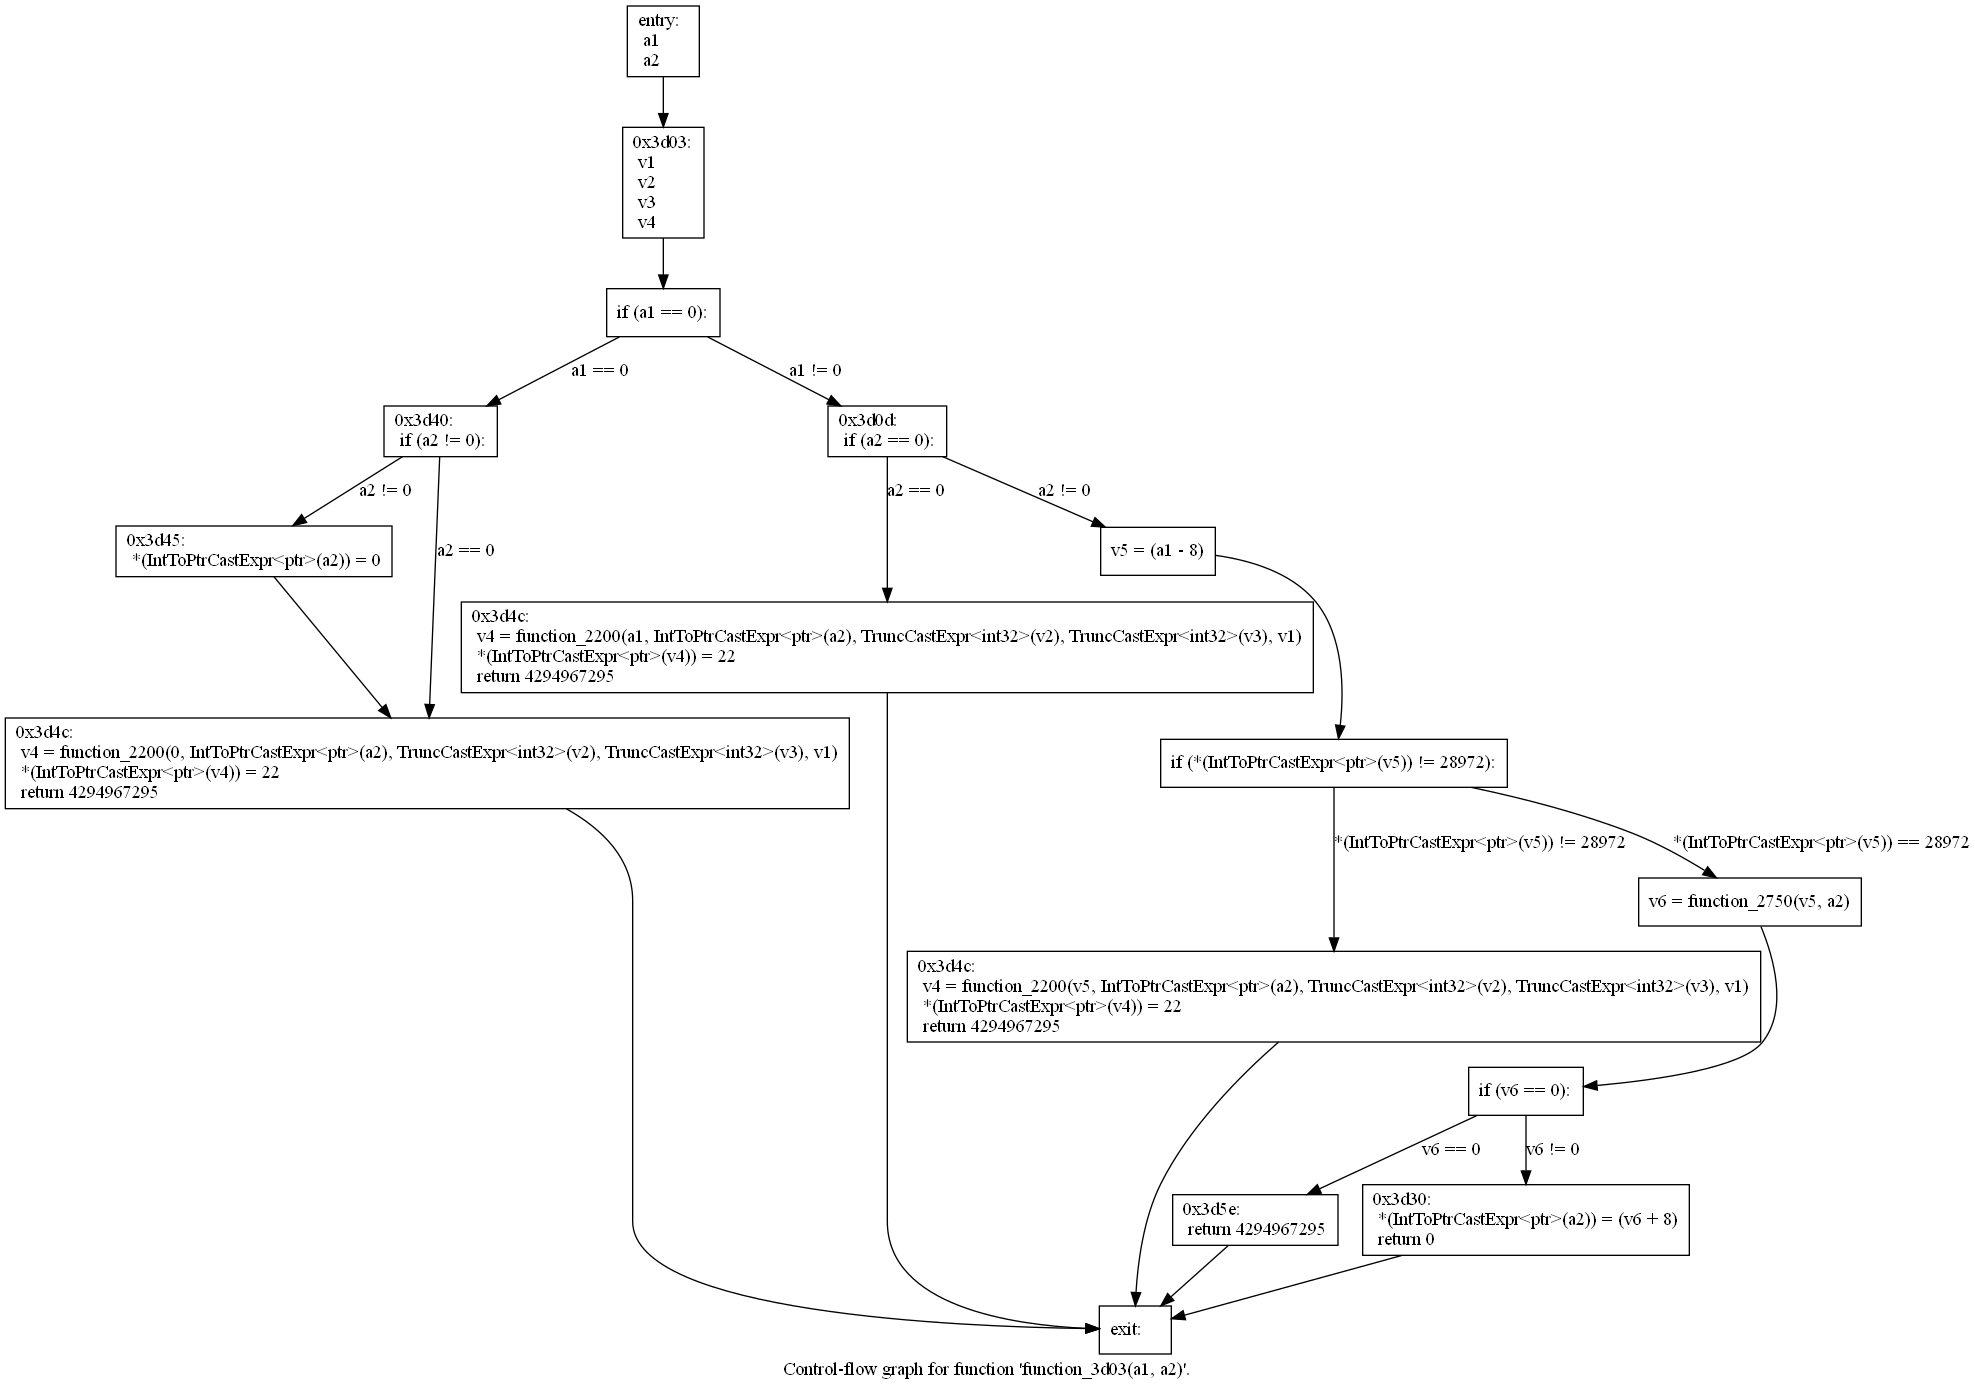 entry:
a1
a2
0x3d03:
v1
v2
v3
v4
if (a1 == 0):
a1 == 0
a1 != 0
0x3d40:
if (a2 != 0):
0x3d0d:
if (a2 == 0):
a2 != 0
a2 == 0
a2 != 0
0x3d45:
*(IntToPtrCastExpr<ptr>(a2)) = 0
a2 == 0
v5 = (a1 - 8)
0x3d4c:
v4 = function_2200(a1, IntToPtrCastExpr<ptr>(a2), TruncCastExpr<int32>(v2), TruncCastExpr<int32>(v3), v1)
*(IntToPtrCastExpr<ptr>(v4)) = 22
return 4294967295
0x3d4c:
v4 = function_2200(0, IntToPtrCastExpr<ptr>(a2), TruncCastExpr<int32>(v2), TruncCastExpr<int32>(v3), v1)
*(IntToPtrCastExpr<ptr>(v4)) = 22
return 4294967295
if (*(IntToPtrCastExpr<ptr>(v5)) != 28972):
*(IntToPtrCastExpr<ptr>(v5)) != 28972
*(IntToPtrCastExpr<ptr>(v5)) == 28972
v6 = function_2750(v5, a2)
0x3d4c:
v4 = function_2200(v5, IntToPtrCastExpr<ptr>(a2), TruncCastExpr<int32>(v2), TruncCastExpr<int32>(v3), v1)
*(IntToPtrCastExpr<ptr>(v4)) = 22
return 4294967295
if (v6 == 0):
v6 == 0
v6 != 0
0x3d5e:
return 4294967295
0x3d30:
*(IntToPtrCastExpr<ptr>(a2)) = (v6 + 8)
return 0
exit:
Control-flow graph for function 'function_3d03(a1, a2)'.